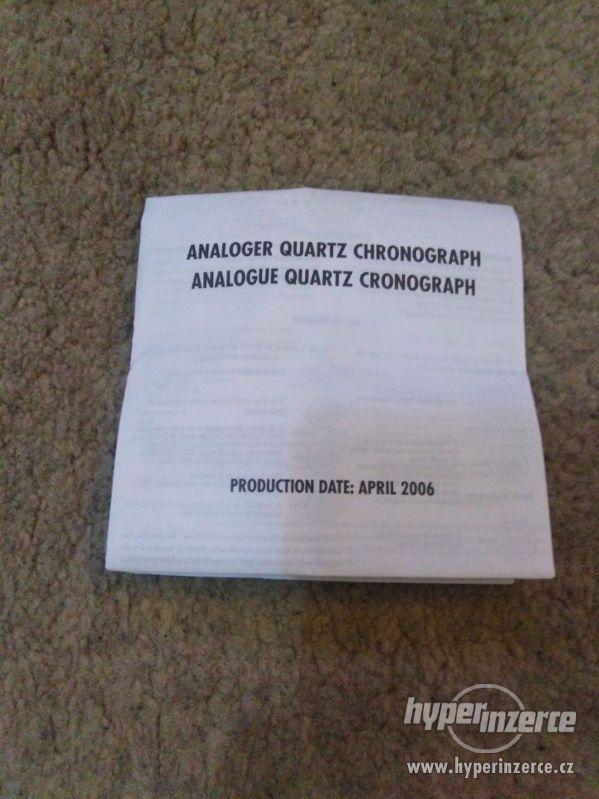 ANALOGER QUARTZ CHRONOGRAPH
ANALOGUE QUARTZ CRONOGRAPH
PRODUCTION DATE: APRIL 2006
hyperinzerce
www.hyperinzerce.cz